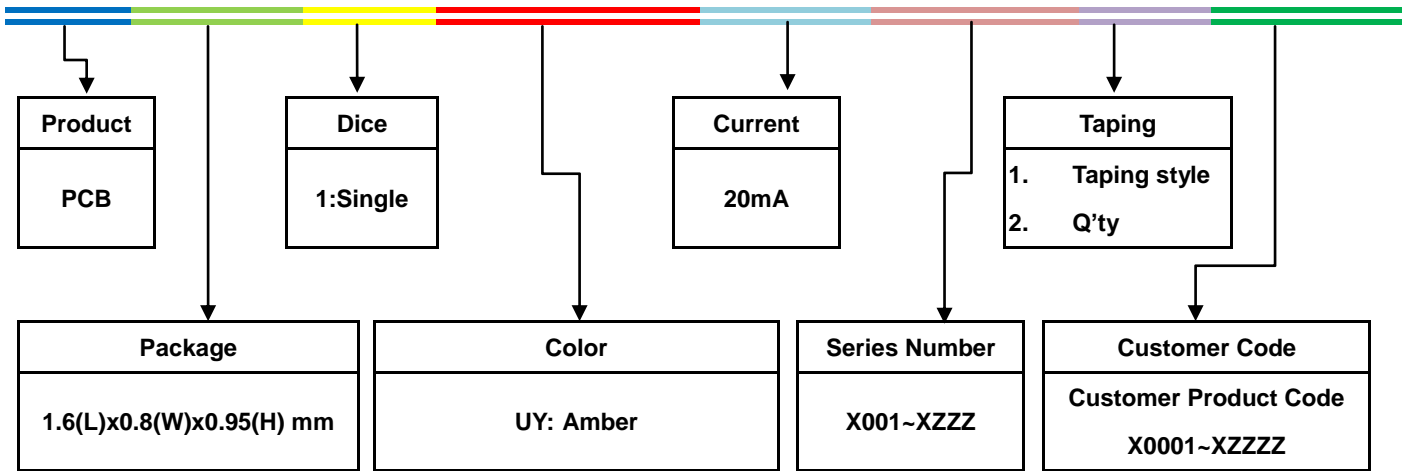 Product
PCB
Dice
1:Single
Current
20mA
Taping
1. Taping style
2. Q’ty
Package
1.6(L)x0.8(W)x0.95(H) mm
Color
UY: Amber
Series Number
X001~XZZZ
Customer Code
Customer Product Code
X0001~XZZZZ